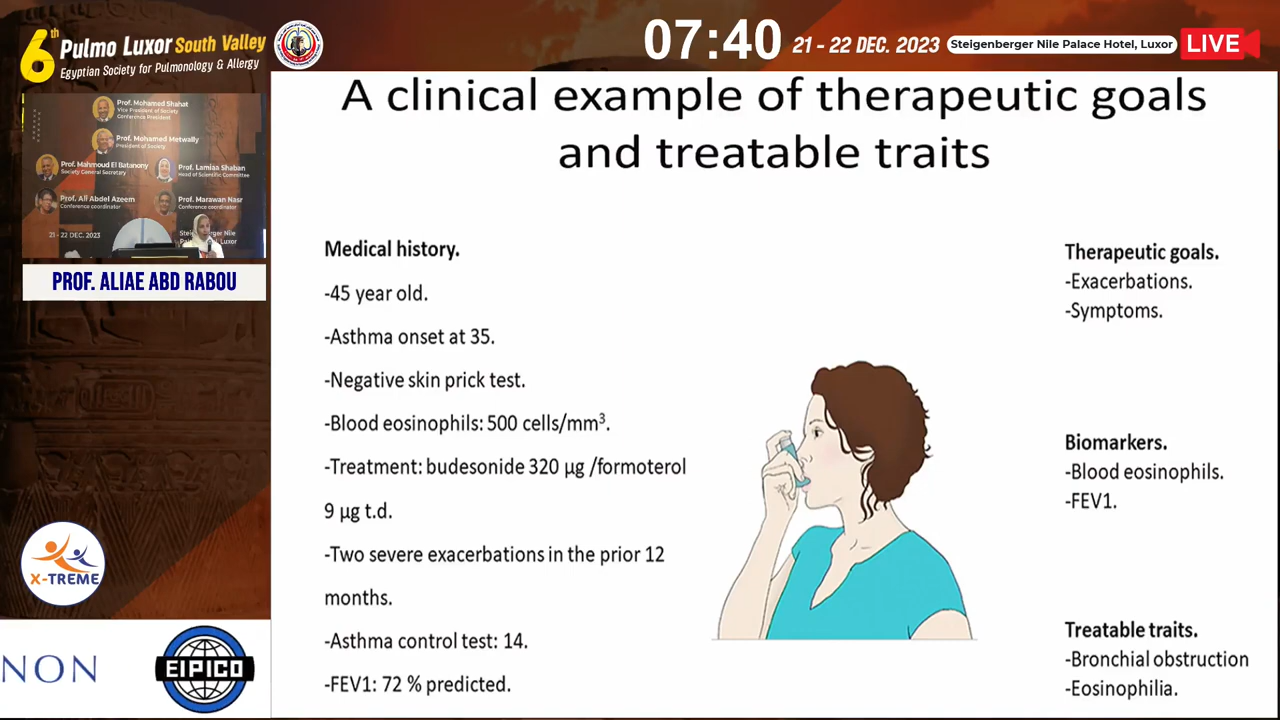 6th Pulmo Luxor South Valley
Egyptian Society for Pulmonology & Allergy
07:40
21 - 22 DEC. 2023
Steigenberger Nile Palace Hotel, Luxor
LIVE
Prof. Mohamed Shahat
Vice President of Society
Conference President
Prof. Mohamed Metwally
President of Society
Prof. Mahmoud El Batanony
Society General Secretary
Prof. Lamiaa Shaban
Head of Scientific Committee
Prof. Ali Abdel Azeem
Conference coordinator
Prof. Marawan Nasr
Conference coordinator
21 - 22 DEC. 2023
PROF. ALIAE ABD RABOU
X-TREME
NON
EIPICO
A clinical example of therapeutic goals
and treatable traits
Medical history.
-45 year old.
-Asthma onset at 35.
-Negative skin prick test.
-Blood eosinophils: 500 cells/mm³.
-Treatment: budesonide 320 µg /formoterol
9 µg t.d.
-Two severe exacerbations in the prior 12
months.
-Asthma control test: 14.
-FEV1: 72 % predicted.
Therapeutic goals.
-Exacerbations.
-Symptoms.
Biomarkers.
-Blood eosinophils.
-FEV1.
Treatable traits.
-Bronchial obstruction
-Eosinophilia.